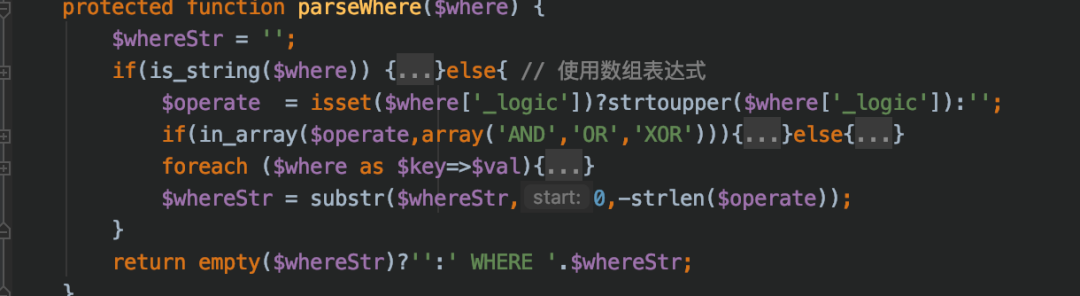 protected function parseWhere($where) {
$whereStr = '';
if(is_string($where)) {...}else{ // 使用数组表达式
$operate  = isset($where['_logic'])?strtoupper($where['_logic']):'';
if(in_array($operate,array('AND','OR','XOR'))){...}else{...}
foreach ($where as $key=>$val){...}
$whereStr = substr($whereStr, start: 0,-strlen($operate));
}
return empty($whereStr)?'':' WHERE '.$whereStr;
}